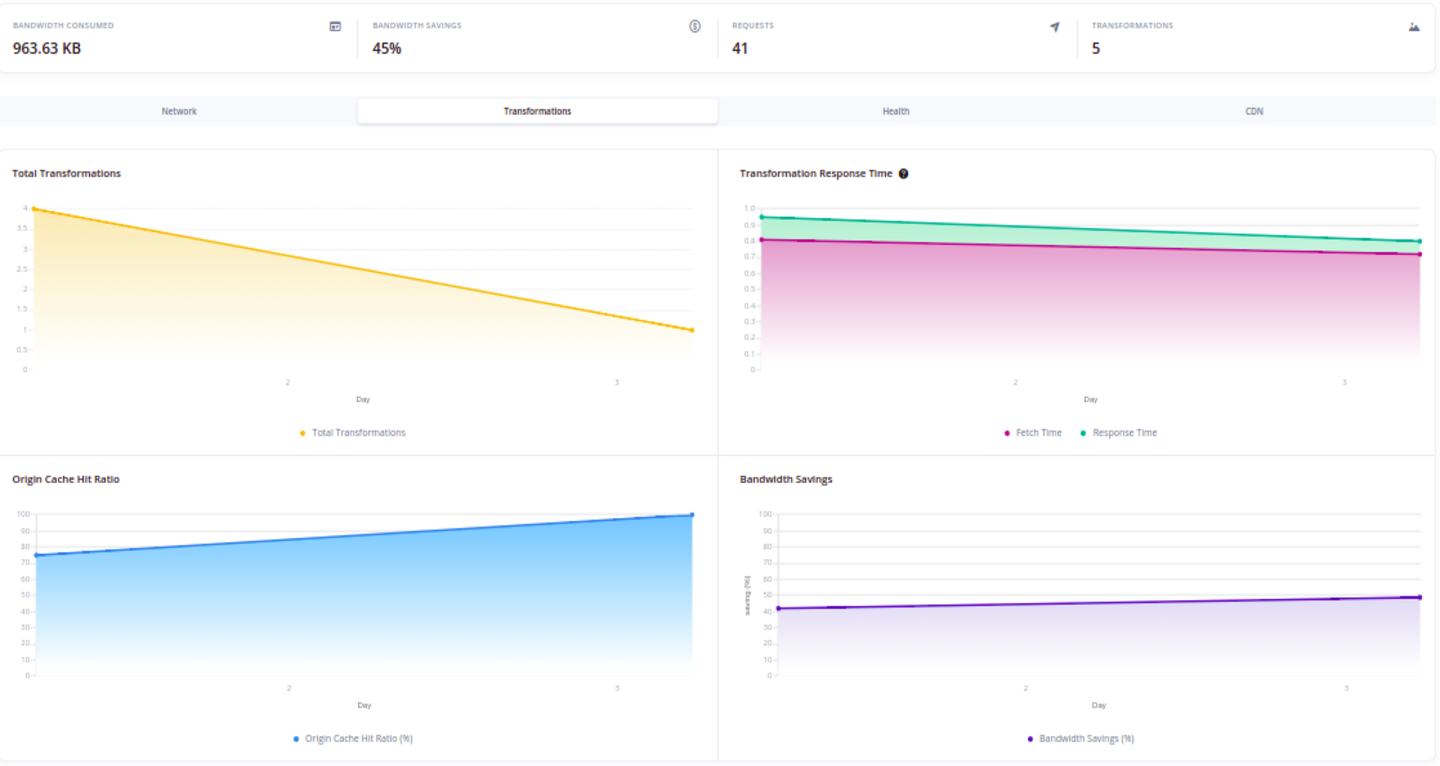 BANDWIDTH CONSUMED
963.63 KB
BANDWIDTH SAVINGS
45%
REQUESTS
41
TRANSFORMATIONS
5
Network
Transformations
Health
CDN
Total Transformations
4
3.5
3
2.5
2
1.5
1
0.5
0
2
3
Day
Total Transformations
Transformation Response Time ?
1.0
0.9
0.8
0.7
0.6
0.5
0.4
0.3
0.2
0.1
0
2
3
Day
Fetch Time
Response Time
Origin Cache Hit Ratio
100
90
80
70
60
50
40
30
20
10
0
2
3
Day
Origin Cache Hit Ratio (%)
Bandwidth Savings
saving (%)
100
90
80
70
60
50
40
30
20
10
0
2
3
Day
Bandwidth Savings (%)